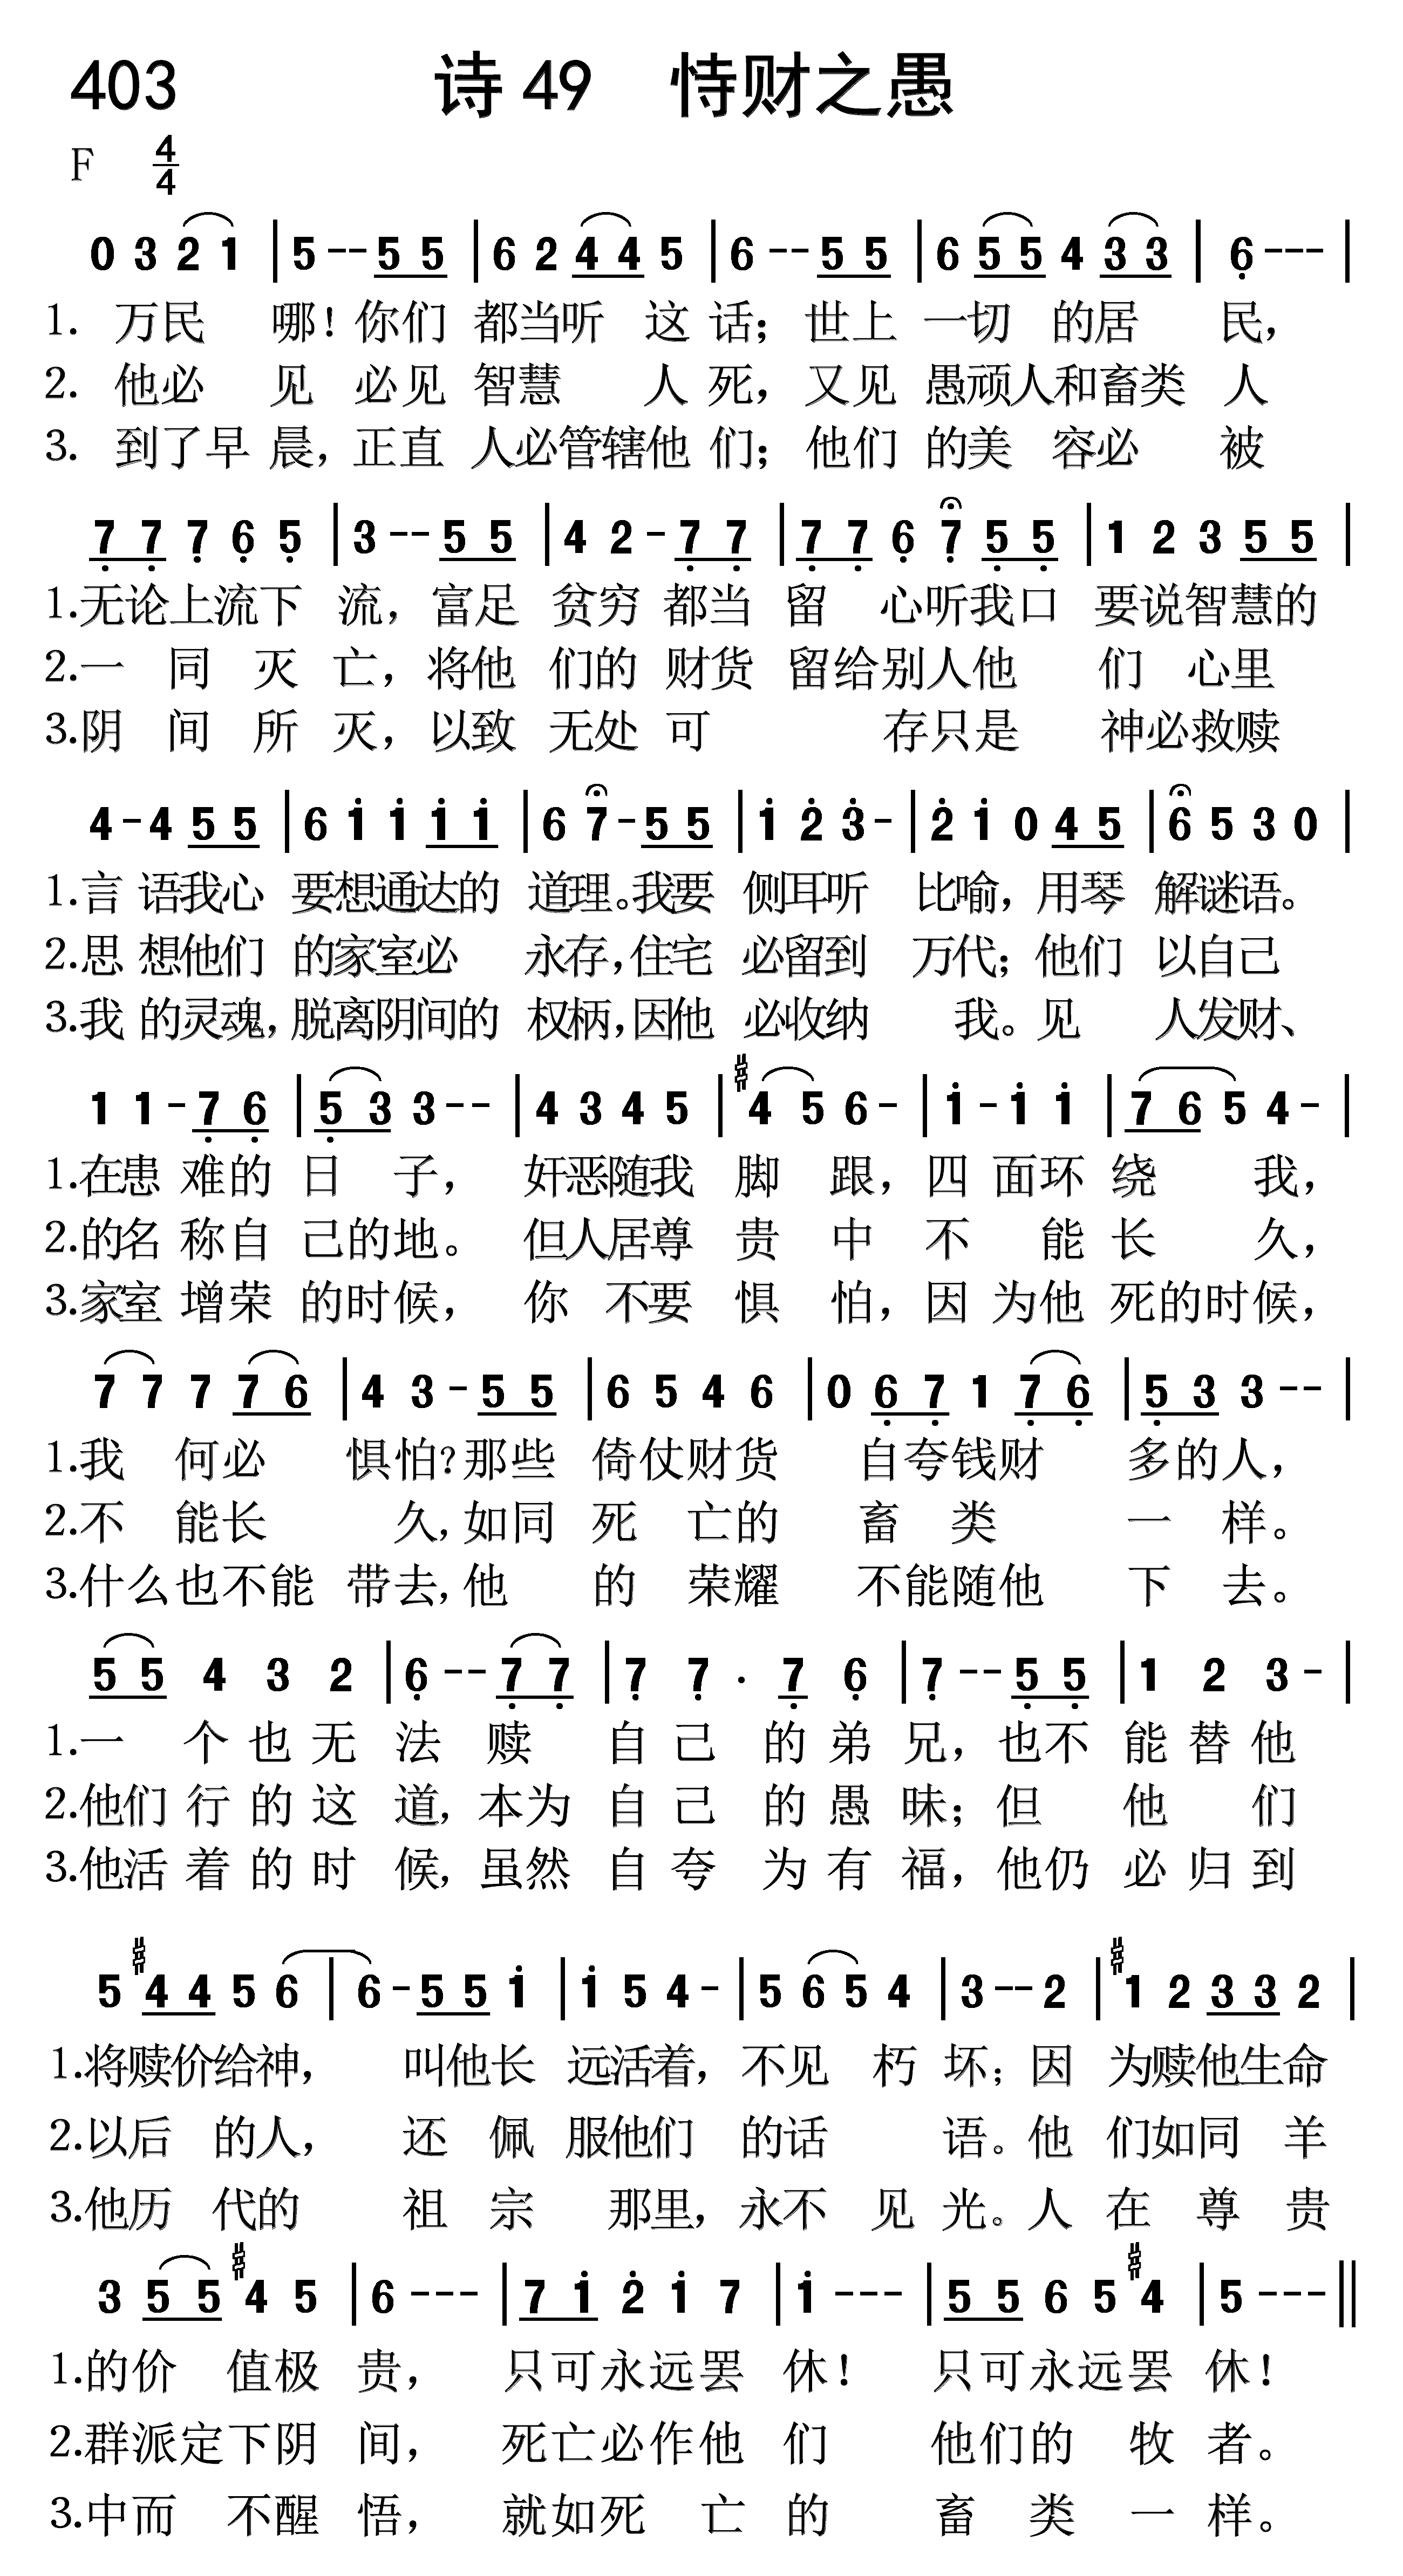 403 诗 49 恃财之愚
F 4/4
0 3 2 1 | 5 - - 5 5 | 6 2 4 4 5 | 6 - - 5 5 | 6 5 5 4 3 3 | 6 - - - |
1. 万民 哪！你们 都当听 这 话；世上 一切 的居 民，
2. 他必 见 必见 智慧 人 死，又见 愚顽人和畜类 人
3. 到了早 晨，正直 人必管辖他 们；他们 的美 容必 被
7 7 7 6 5 | 3 - - 5 5 | 4 2 - 7 7 | 7 7 6 7 5 5 | 1 2 3 5 5 |
1.无论上流下 流，富足 贫穷 都当 留 心听我口 要说智慧的
2.一 同 灭 亡，将他 们的 财货 留给别人他 们 心里
3.阴 间 所 灭，以致 无处 可 存只是 神必救赎
4 - 4 5 5 | 6 1 1 1 1 | 6 7 - 5 5 | 1 2 3 - | 2 1 0 4 5 | 6 5 3 0 |
1.言 语我心 要想通达的 道理。我要 侧耳听 比喻，用琴 解谜语。
2.思 想他们 的家室必 永存，住宅 必留到 万代；他们 以自己
3.我 的灵魂，脱离阴间的 权柄，因他 必收纳 我。见 人发财、
1 1 - 7 6 | 5 3 3 - - | 4 3 4 5 | #4 5 6 - | 1 - 1 1 | 7 6 5 4 - |
1.在患 难的 日 子， 奸恶随我 脚 跟，四 面环 绕 我，
2.的名 称自 己的地。 但人居尊 贵 中 不 能 长 久，
3.家室 增荣 的时候， 你 不要 惧 怕，因 为他 死的时候，
7 7 7 7 6 | 4 3 - 5 5 | 6 5 4 6 | 0 6 7 1 7 6 | 5 3 3 - - |
1.我 何必 惧怕？那些 倚仗财货 自夸钱财 多的人，
2.不 能长 久，如同 死 亡的 畜 类 一 样。
3.什么也不能 带去，他 的 荣耀 不能随他 下 去。
5 5 4 3 2 | 6 - - 7 7 | 7 7 . 7 6 | 7 - - 5 5 | 1 2 3 - |
1.一 个也无 法 赎 自己 的弟 兄，也不 能替他
2.他们行的这 道，本为 自己 的愚 昧；但 他 们
3.他活着的时 候，虽然 自夸 为有 福，他仍 必归到
5 #4 4 5 6 | 6 - 5 5 1 | 1 5 4 - | 5 6 5 4 | 3 - - 2 | #1 2 3 3 2 |
1.将赎价给神， 叫他长 远活着，不见 朽 坏；因 为赎他生命
2.以后 的人， 还 佩 服他们 的话 语。他 们如同 羊
3.他历 代的 祖 宗 那里，永不 见 光。人 在 尊 贵
3 5 5 #4 5 | 6 - - - | 7 1 2 1 7 | 1 - - - | 5 5 6 5 #4 | 5 - - - ||
1.的价 值极 贵， 只可永远罢 休！ 只可永远罢 休！
2.群派定下阴 间， 死亡必作他 们 他们的 牧 者。
3.中而 不醒 悟， 就如死 亡 的 畜 类 一 样。